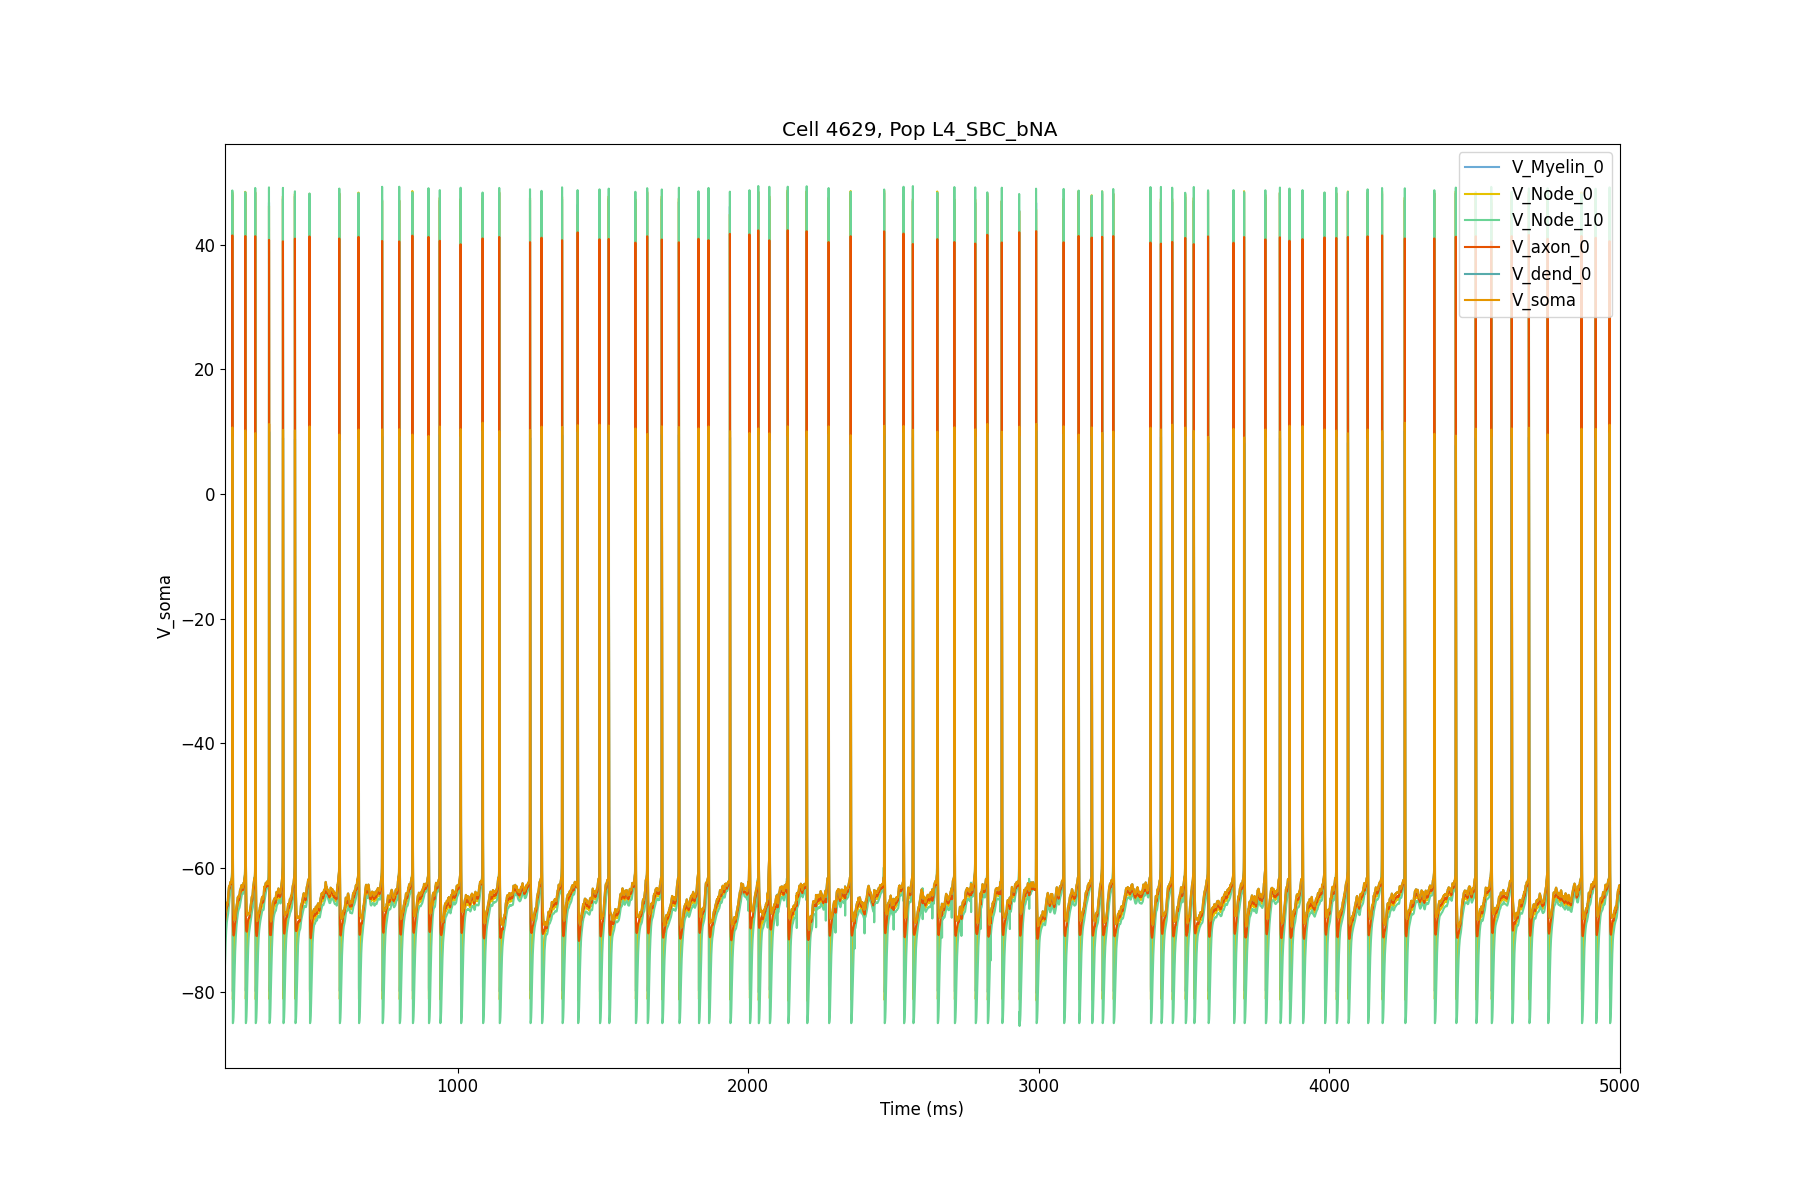 Cell 4629, Pop L4_SBC_bNA
V_Myelin_0
V_Node_0
V_Node_10
V_axon_0
V_dend_0
V_soma
40
20
0
−20
−40
−60
−80
V_soma
1000
2000
3000
4000
5000
Time (ms)